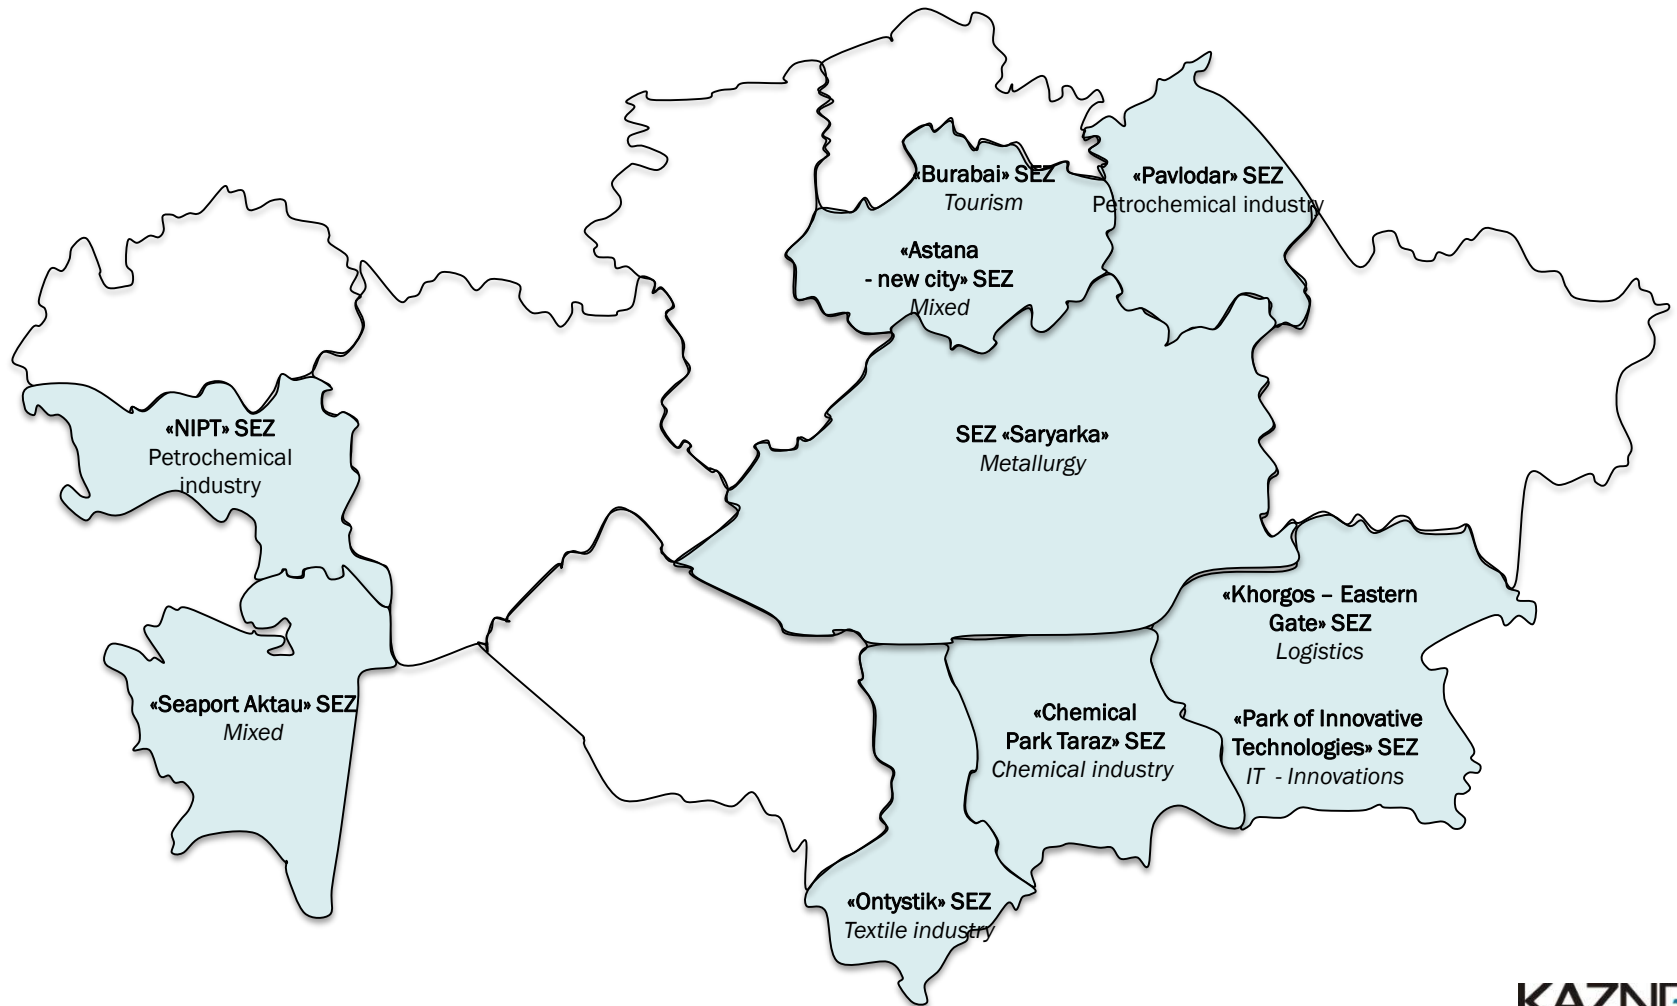 «Burabai» SEZ
Tourism
«Pavlodar» SEZ
Petrochemical industry
«Astana
- new city» SEZ
Mixed
«NIPT» SEZ
Petrochemical
industry
SEZ «Saryarka»
Metallurgy
«Khorgos – Eastern
Gate» SEZ
Logistics
«Seaport Aktau» SEZ
Mixed
«Chemical
Park Taraz» SEZ
Chemical industry
«Park of Innovative
Technologies» SEZ
IT - Innovations
«Ontystik» SEZ
Textile industry